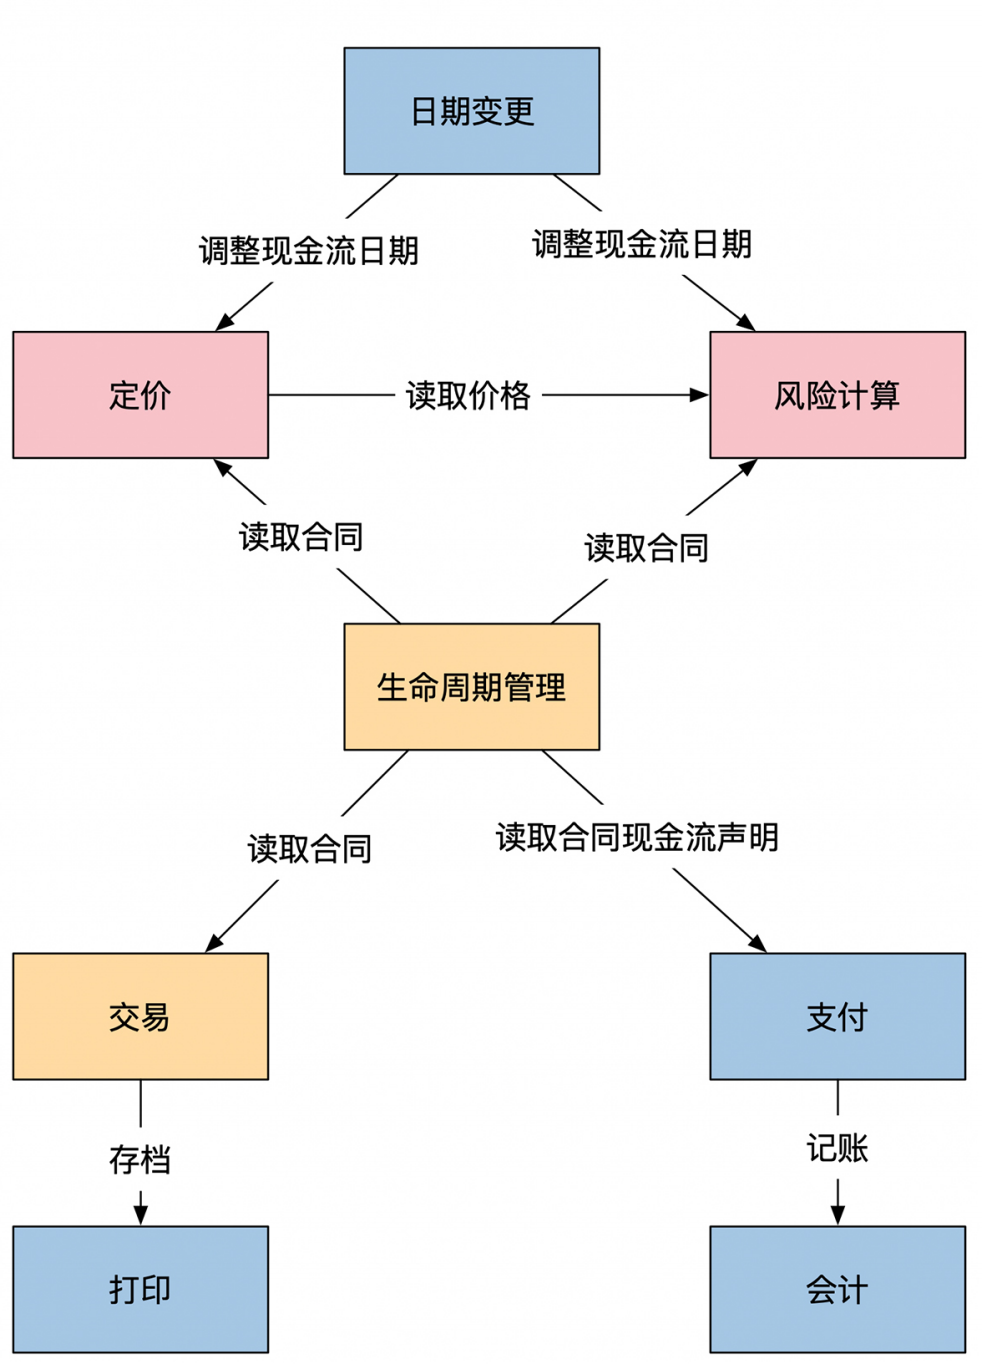 日期变更
调整现金流日期
调整现金流日期
定价
读取价格
风险计算
读取合同
读取合同
生命周期管理
读取合同
读取合同现金流声明
交易
支付
存档
记账
打印
会计